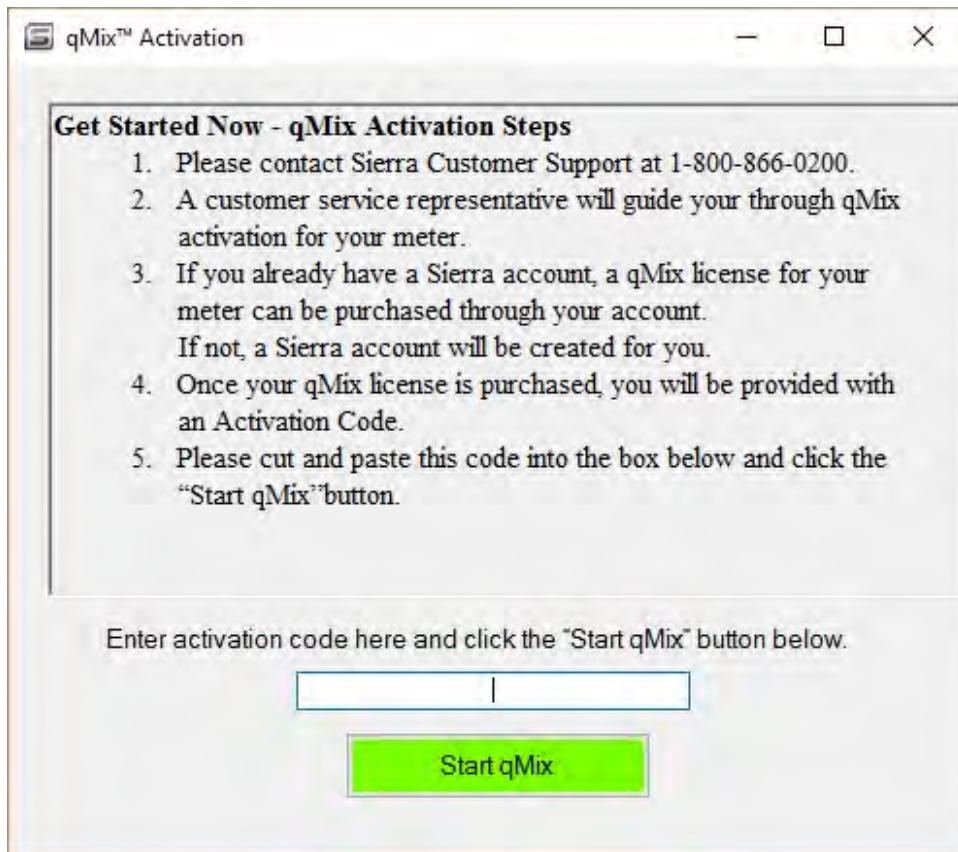 qMix™ Activation
Get Started Now - qMix Activation Steps
1. Please contact Sierra Customer Support at 1-800-866-0200.
2. A customer service representative will guide your through qMix
activation for your meter.
3. If you already have a Sierra account, a qMix license for your
meter can be purchased through your account.
If not, a Sierra account will be created for you.
4. Once your qMix license is purchased, you will be provided with
an Activation Code.
5. Please cut and paste this code into the box below and click the
“Start qMix”button.
Enter activation code here and click the "Start qMix" button below.
Start qMix